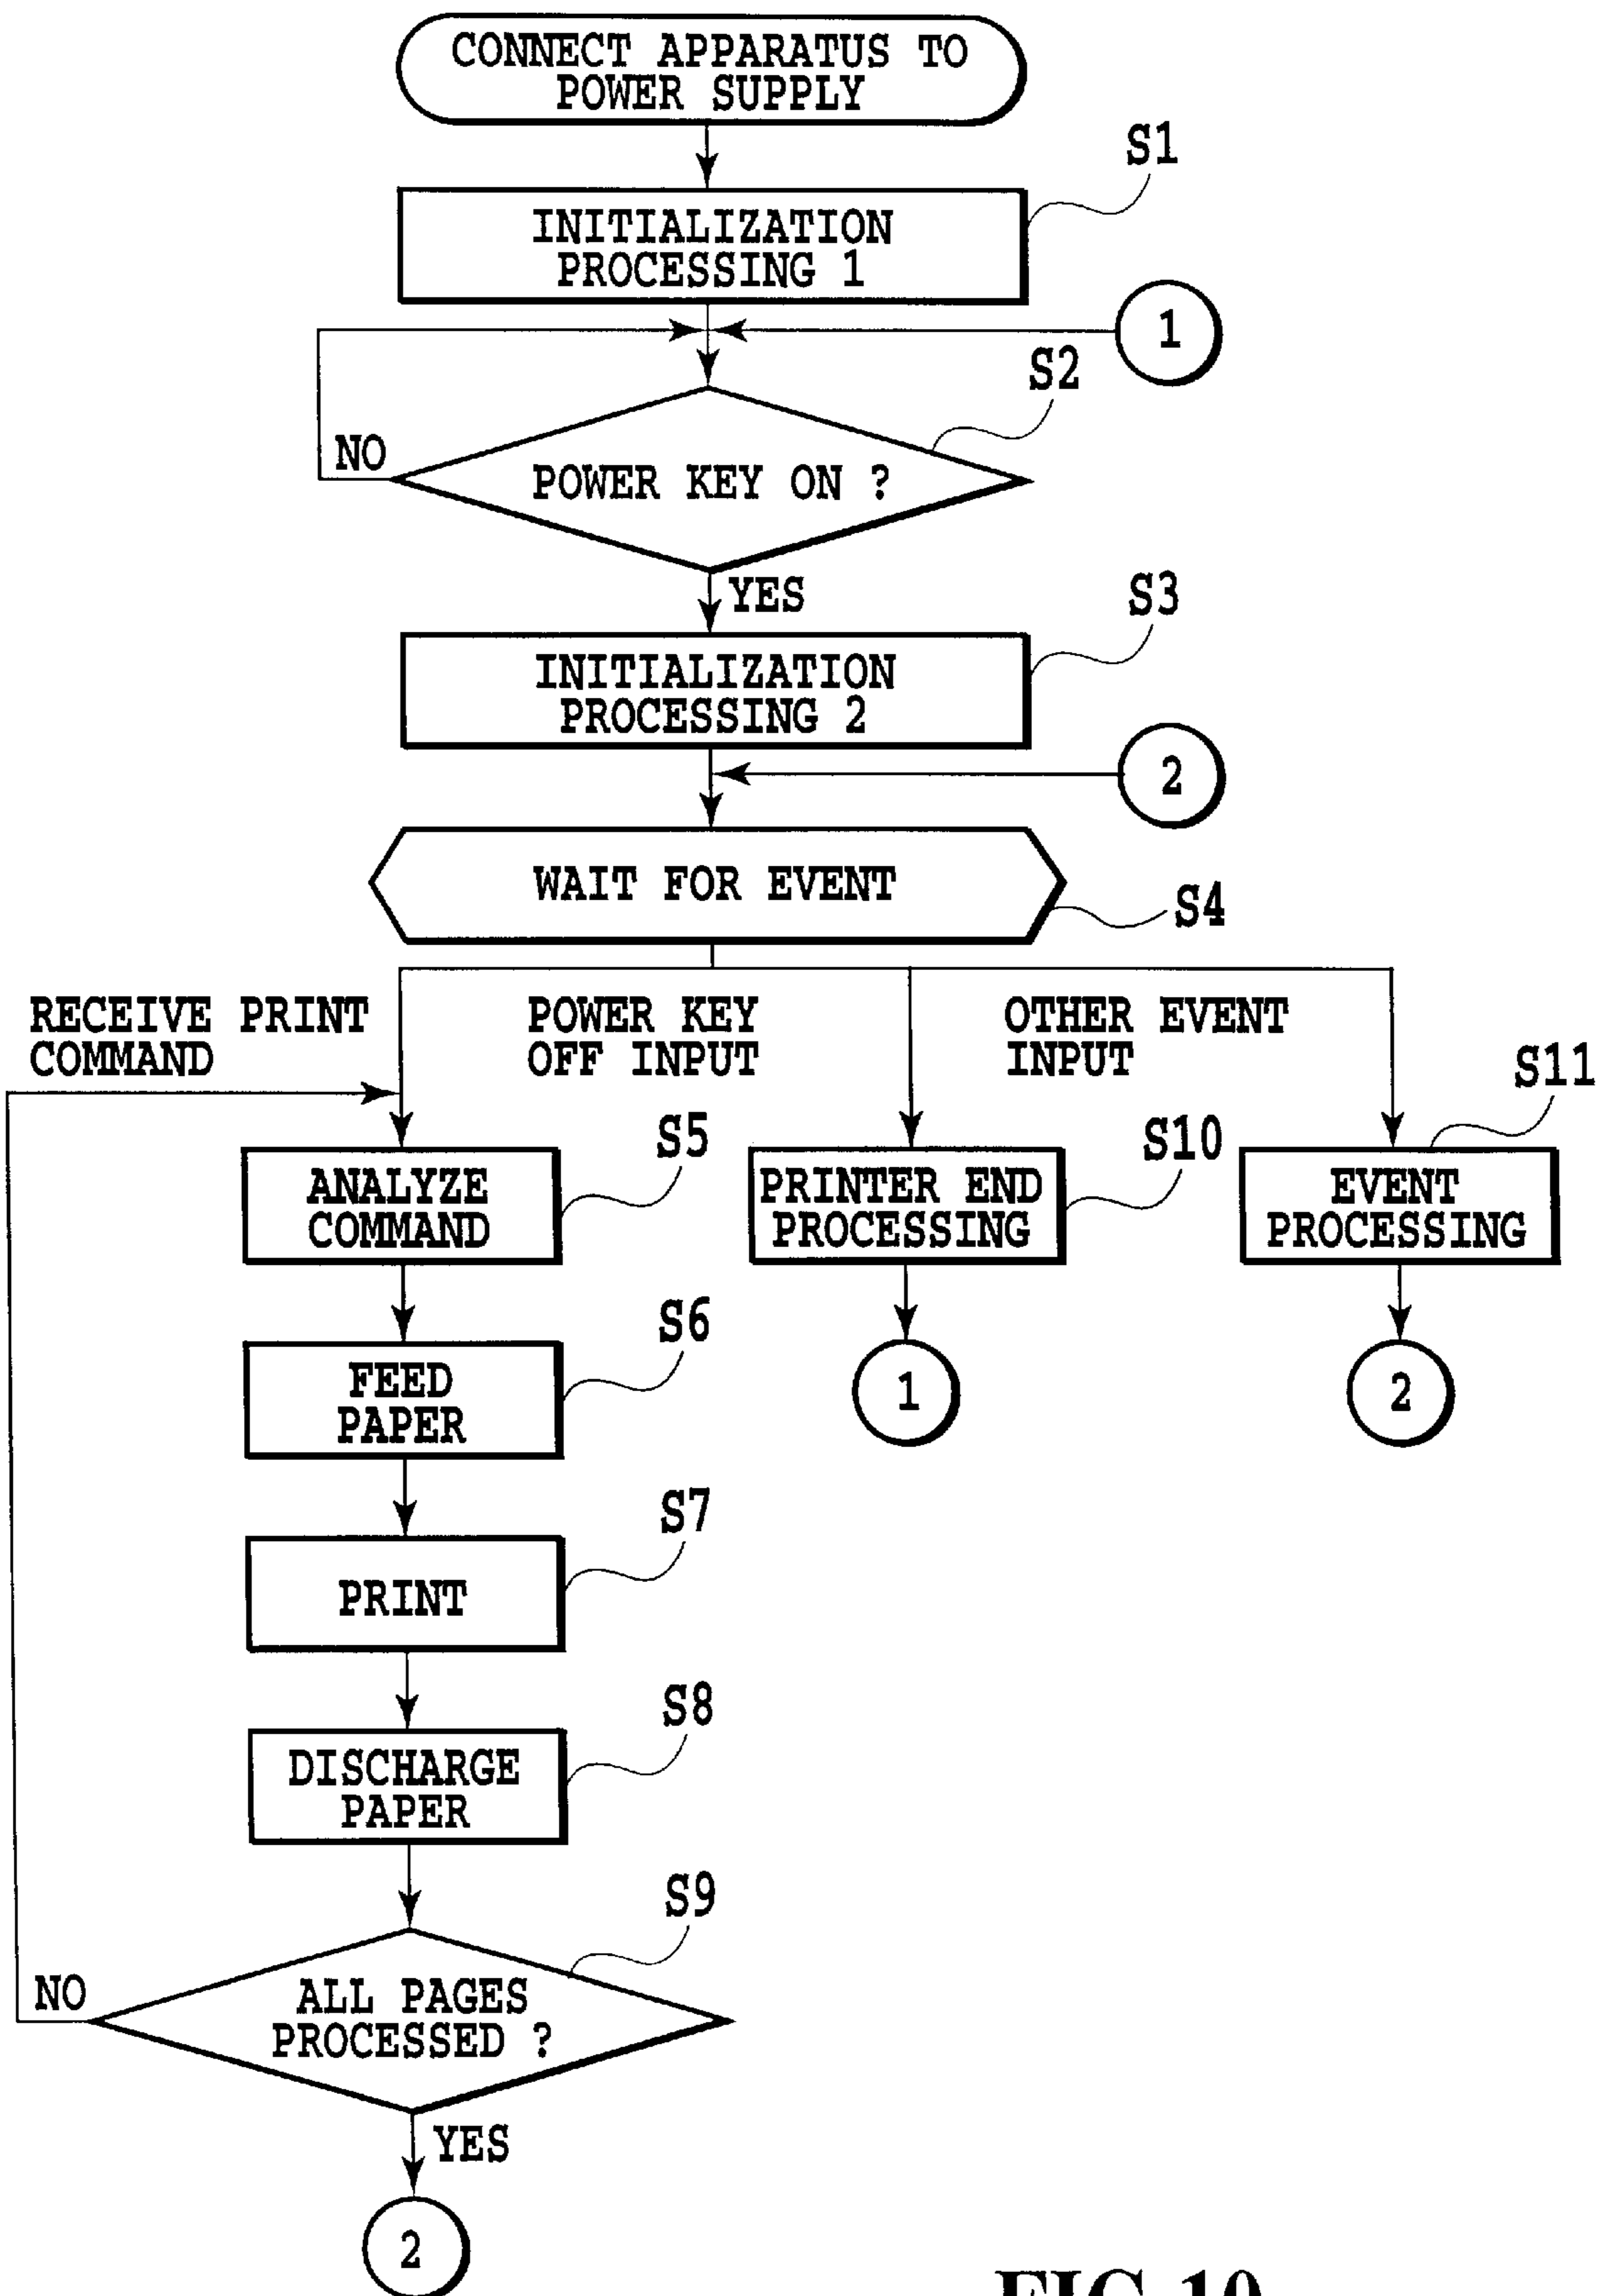 CONNECT APPARATUS TO
POWER SUPPLY
S1
INITIALIZATION
PROCESSING 1
1
S2
NO
POWER KEY ON ?
YES
S3
INITIALIZATION
PROCESSING 2
2
WAIT FOR EVENT
S4
RECEIVE PRINT
COMMAND
POWER KEY
OFF INPUT
OTHER EVENT
INPUT
S11
S5
S10
ANALYZE
COMMAND
PRINTER END
PROCESSING
EVENT
PROCESSING
S6
FEED
PAPER
1
2
S7
PRINT
S8
DISCHARGE
PAPER
S9
NO
ALL PAGES
PROCESSED ?
YES
2
FIG.10